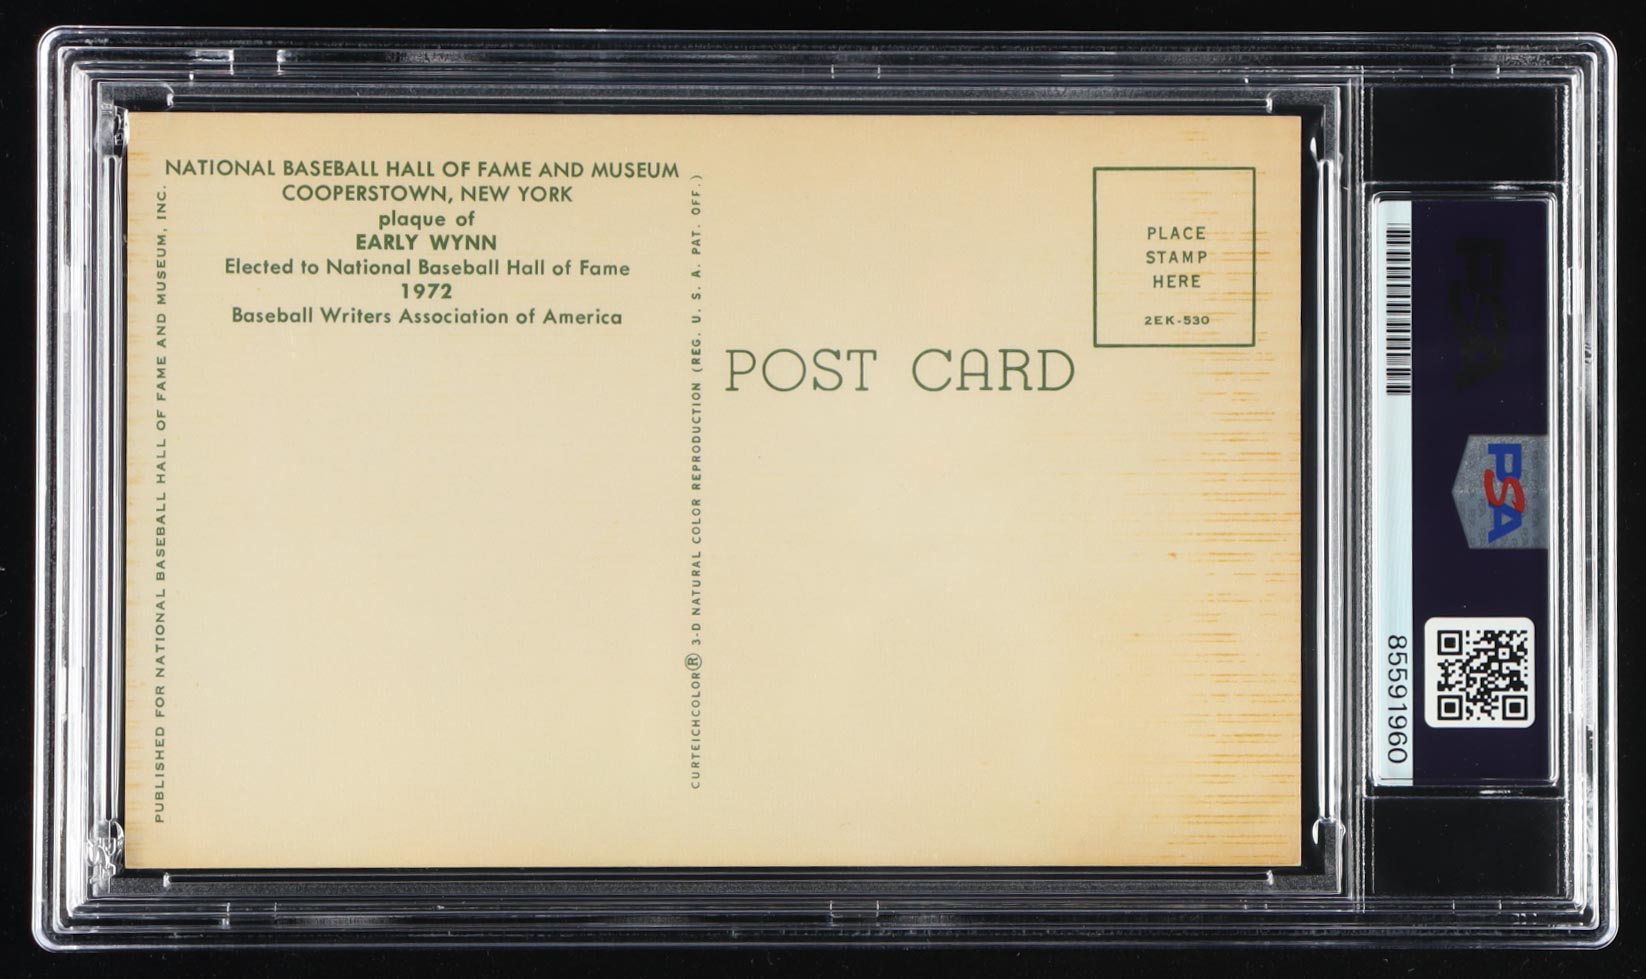 NATIONAL BASEBALL HALL OF FAME AND MUSEUM
COOPERSTOWN, NEW YORK
plaque of
EARLY WYNN
Elected to National Baseball Hall of Fame
1972
Baseball Writers Association of America
PUBLISHED FOR NATIONAL BASEBALL HALL OF FAME AND MUSEUM, INC.
CURTEICHCOLOR® 3-D NATURAL COLOR REPRODUCTION (REG. U. S. A. PAT. OFF.)
POST CARD
PLACE
STAMP
HERE
2EK-530
PSA
PSA
85591960